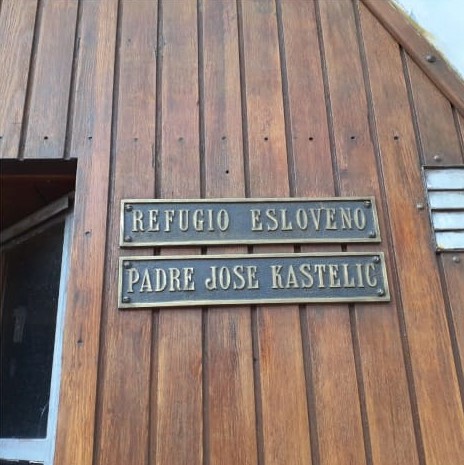 REFUGIO ESLOVENO
PADRE JOSE KASTELIC